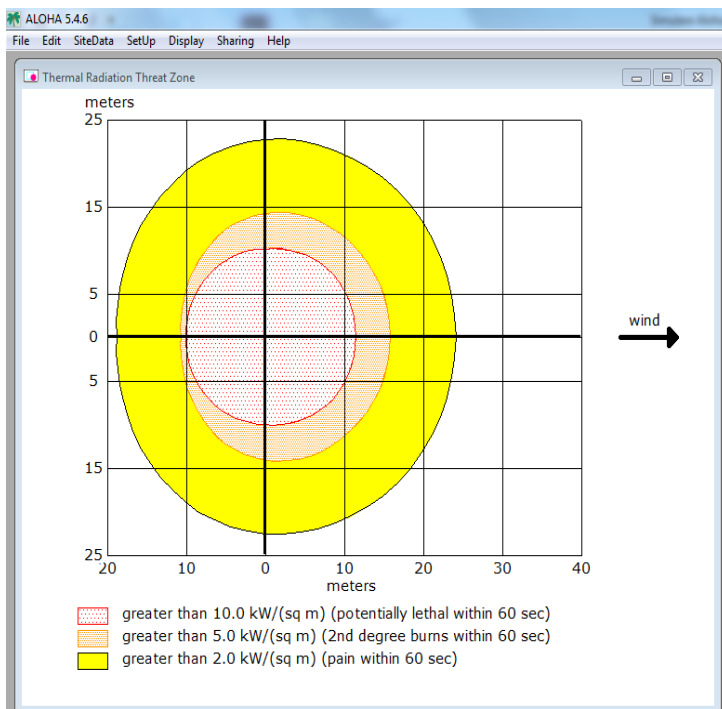 ALOHA 5.4.6
File Edit SiteData SetUp Display Sharing Help
Thermal Radiation Threat Zone
meters
25
15
5
0
5
15
25
wind
20 10 0 10 20 30 40
meters
greater than 10.0 kW/(sq m) (potentially lethal within 60 sec)
greater than 5.0 kW/(sq m) (2nd degree burns within 60 sec)
greater than 2.0 kW/(sq m) (pain within 60 sec)